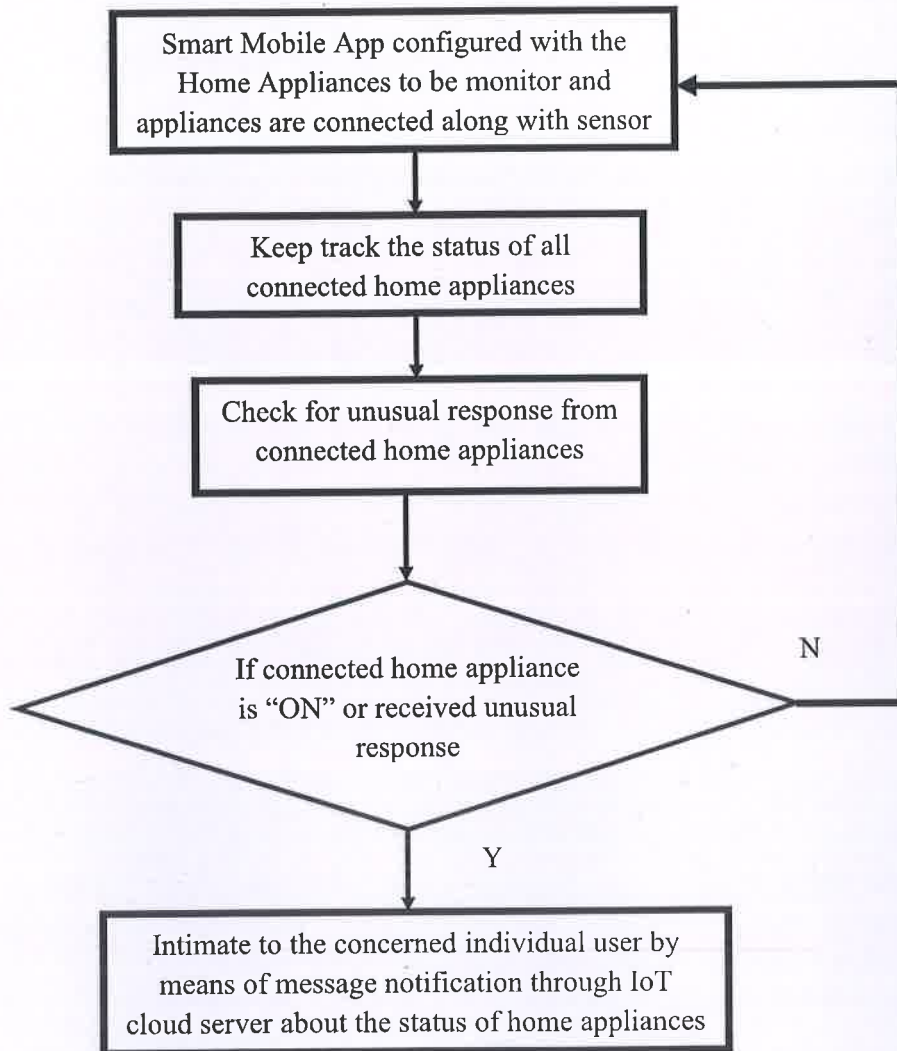 Smart Mobile App configured with the
Home Appliances to be monitor and
appliances are connected along with sensor
Keep track the status of all
connected home appliances
Check for unusual response from
connected home appliances
If connected home appliance
is “ON” or received unusual
response
N
Y
Intimate to the concerned individual user by
means of message notification through IoT
cloud server about the status of home appliances